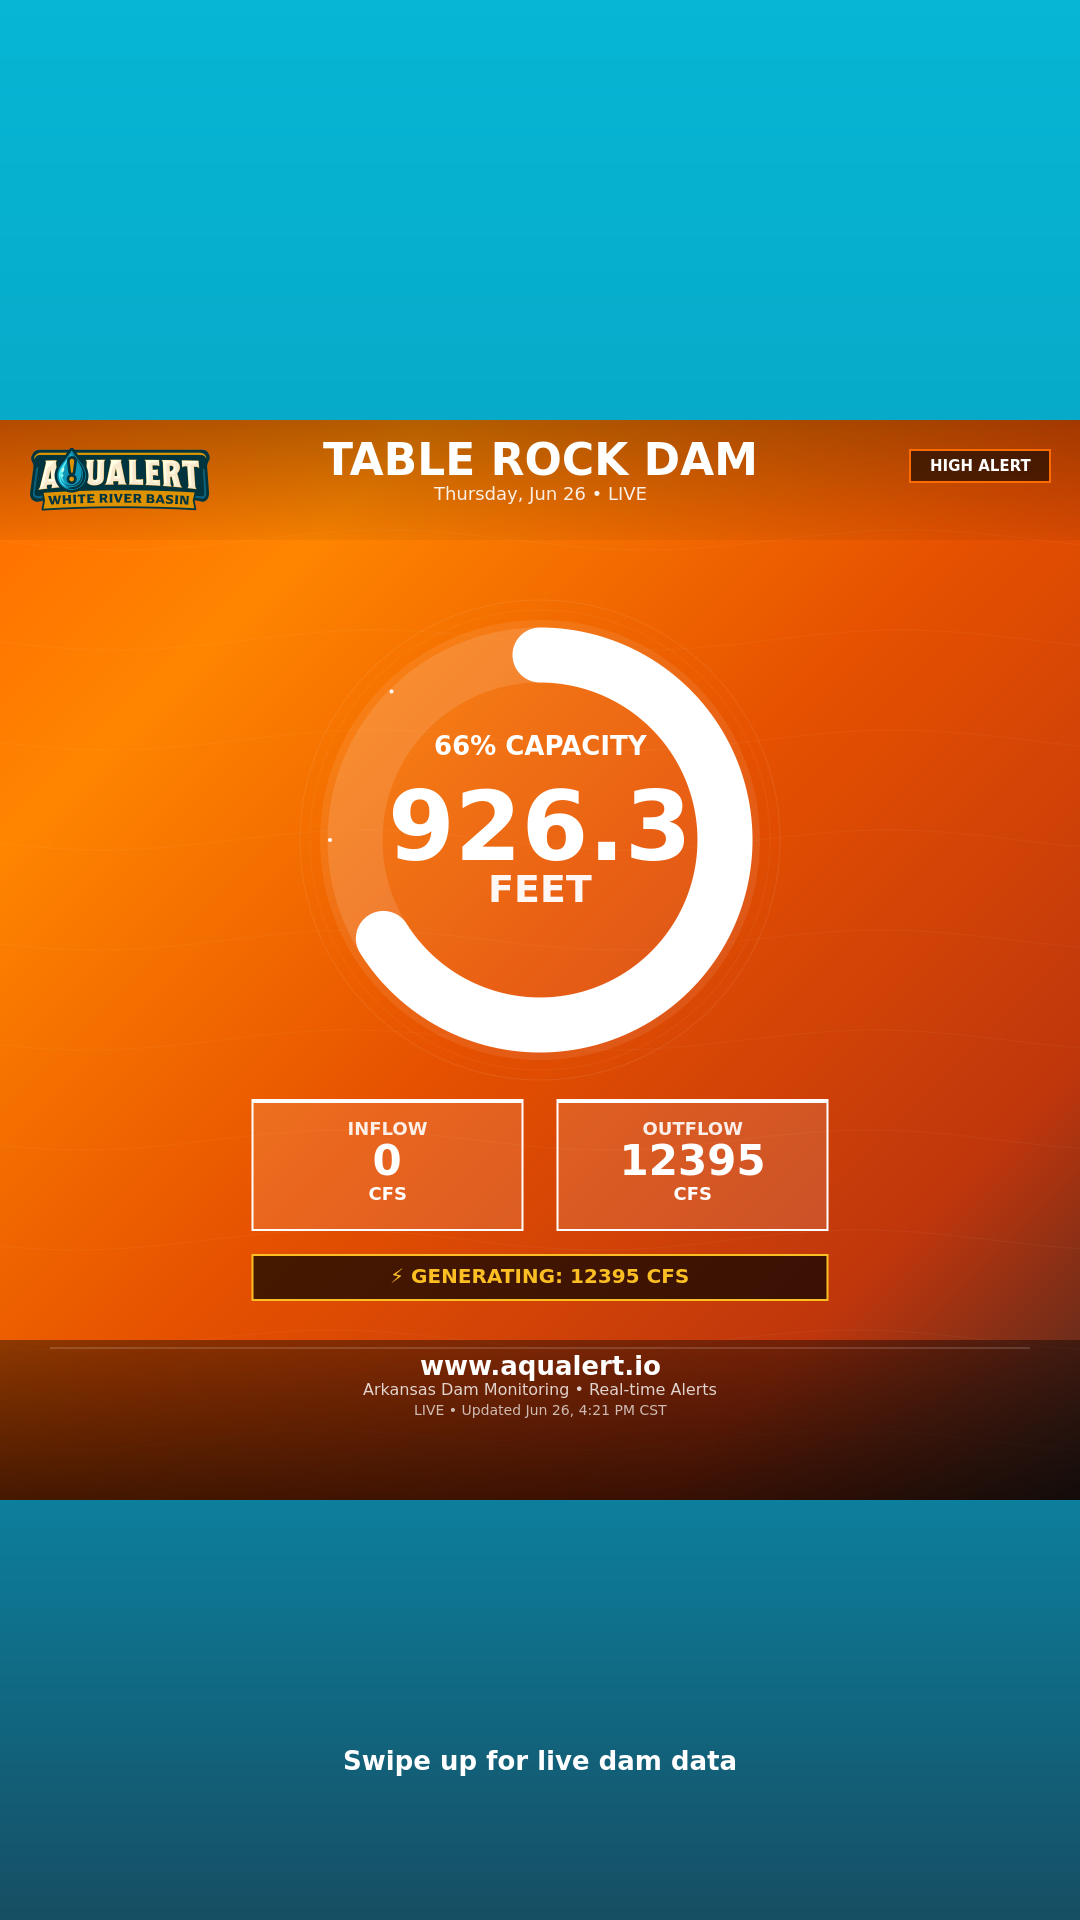 AQUALERT
WHITE RIVER BASIN
TABLE ROCK DAM
Thursday, Jun 26 • LIVE
HIGH ALERT
66% CAPACITY
926.3
FEET
INFLOW
0
CFS
OUTFLOW
12395
CFS
⚡ GENERATING: 12395 CFS
www.aqualert.io
Arkansas Dam Monitoring • Real-time Alerts
LIVE • Updated Jun 26, 4:21 PM CST
Swipe up for live dam data